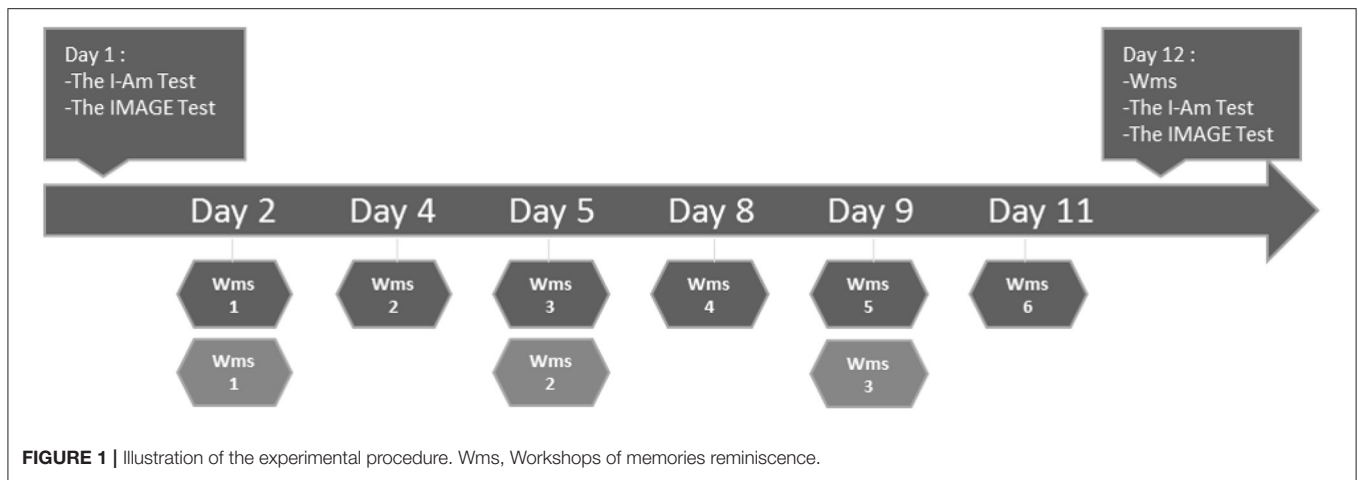 Day 1 :
-The I-Am Test
-The IMAGE Test
Day 12 :
-Wms
-The I-Am Test
-The IMAGE Test
Day 2
Day 4
Day 5
Day 8
Day 9
Day 11
Wms
1
Wms
2
Wms
3
Wms
4
Wms
5
Wms
6
Wms
1
Wms
2
Wms
3
FIGURE 1 | Illustration of the experimental procedure. Wms, Workshops of memories reminiscence.